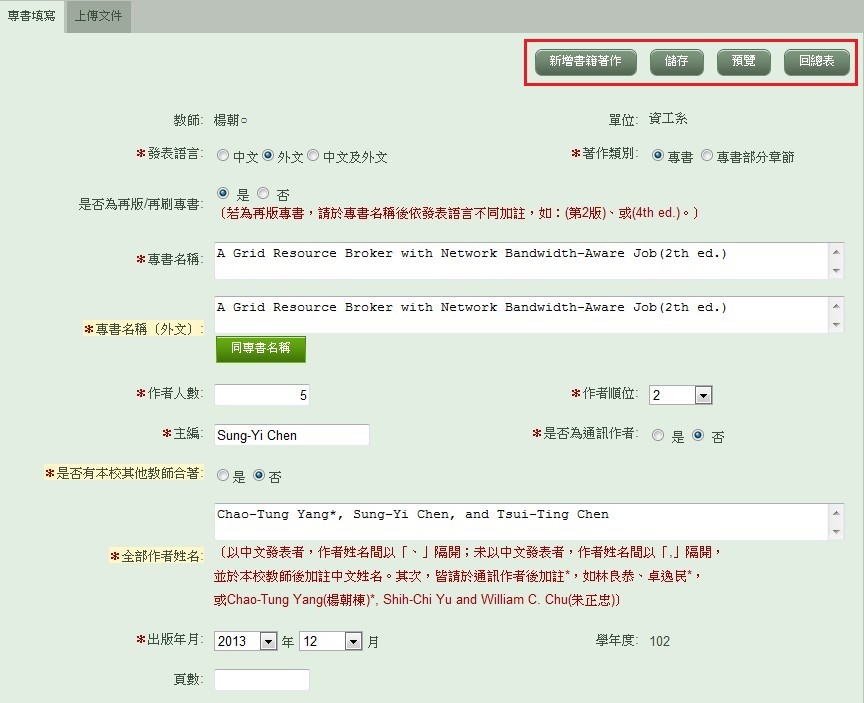 專書填寫 上傳文件
新增書籍著作 儲存 預覽 回總表
教師: 楊朝○ 單位: 資工系
*發表語言: 中文 外文 中文及外文 *著作類別: 專書 專書部分章節
是否為再版/再刷專書: 是 否
〔若為再版專書，請於專書名稱後依發表語言不同加註，如：(第2版)、或(4th ed.)。〕
*專書名稱: A Grid Resource Broker with Network Bandwidth-Aware Job(2th ed.)
*專書名稱〔外文〕: A Grid Resource Broker with Network Bandwidth-Aware Job(2th ed.)
同專書名稱
*作者人數: 5 *作者順位: 2
*主編: Sung-Yi Chen *是否為通訊作者: 是 否
*是否有本校其他教師合著: 是 否
*全部作者姓名: Chao-Tung Yang*, Sung-Yi Chen, and Tsui-Ting Chen
〔以中文發表者，作者姓名間以「、」隔開；未以中文發表者，作者姓名間以「,」隔開，
並於本校教師後加註中文姓名。其次，皆請於通訊作者後加註*，如林良恭、卓逸民*，
或Chao-Tung Yang(楊朝棟)*, Shih-Chi Yu and William C. Chu(朱正忠)〕
*出版年月: 2013 年 12 月 學年度: 102
頁數: